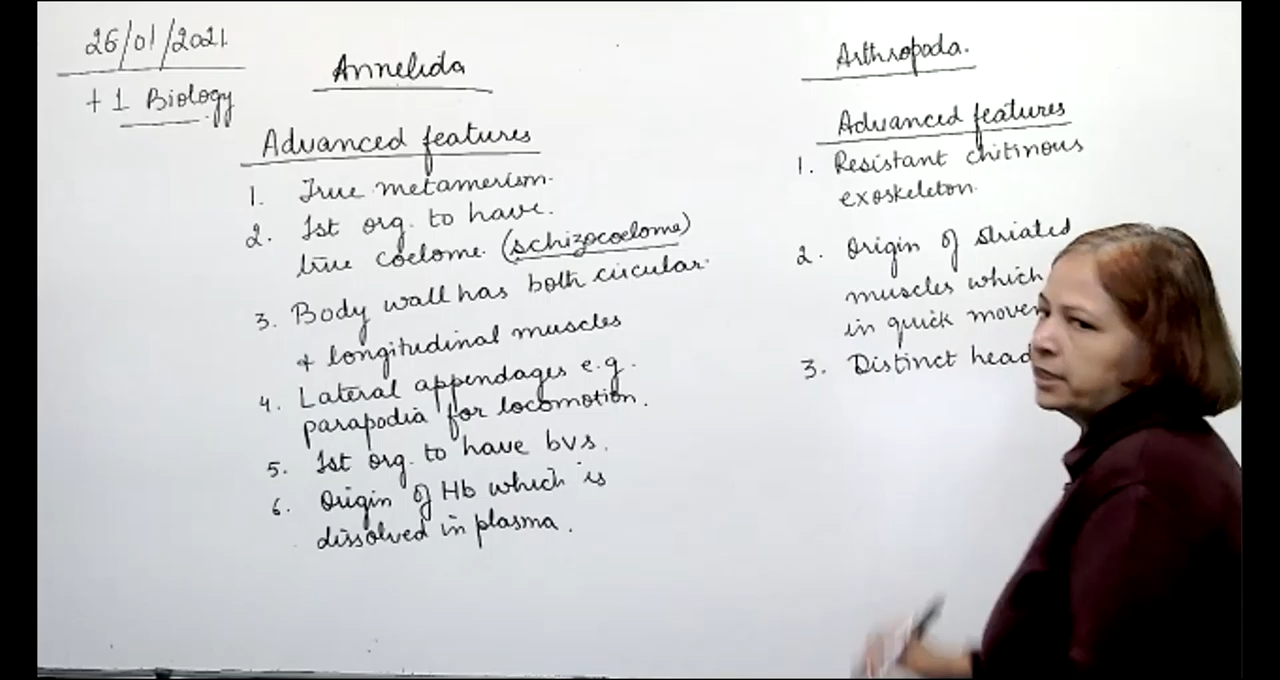 26/01/2021
+1 Biology
Annelida
Advanced features
1. True metamerism.
2. 1st org. to have.
true coelome. (schizocoelome)
3. Body wall has both circular.
+ longitudinal muscles
4. Lateral appendages e.g.
parapodia for locomotion.
5. 1st org. to have bvs.
6. Origin of Hb which is
dissolved in plasma.
Arthropoda.
Advanced features
1. Resistant chitinous
exoskeleton.
2. Origin of striated
muscles which
in quick
3. Distinct head